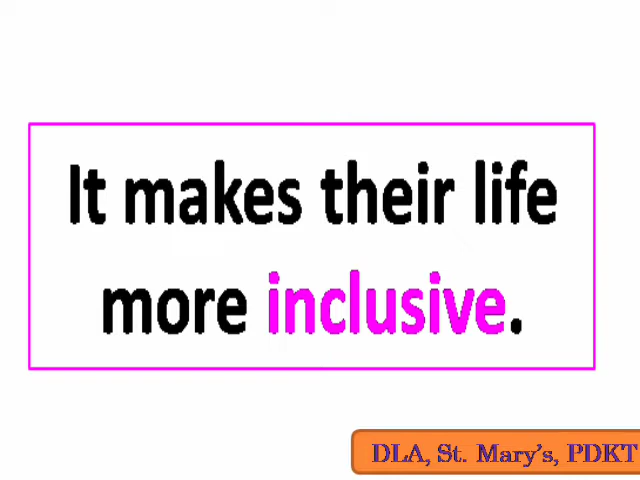 It makes their life
more inclusive.
DLA, St. Mary's, PDKT